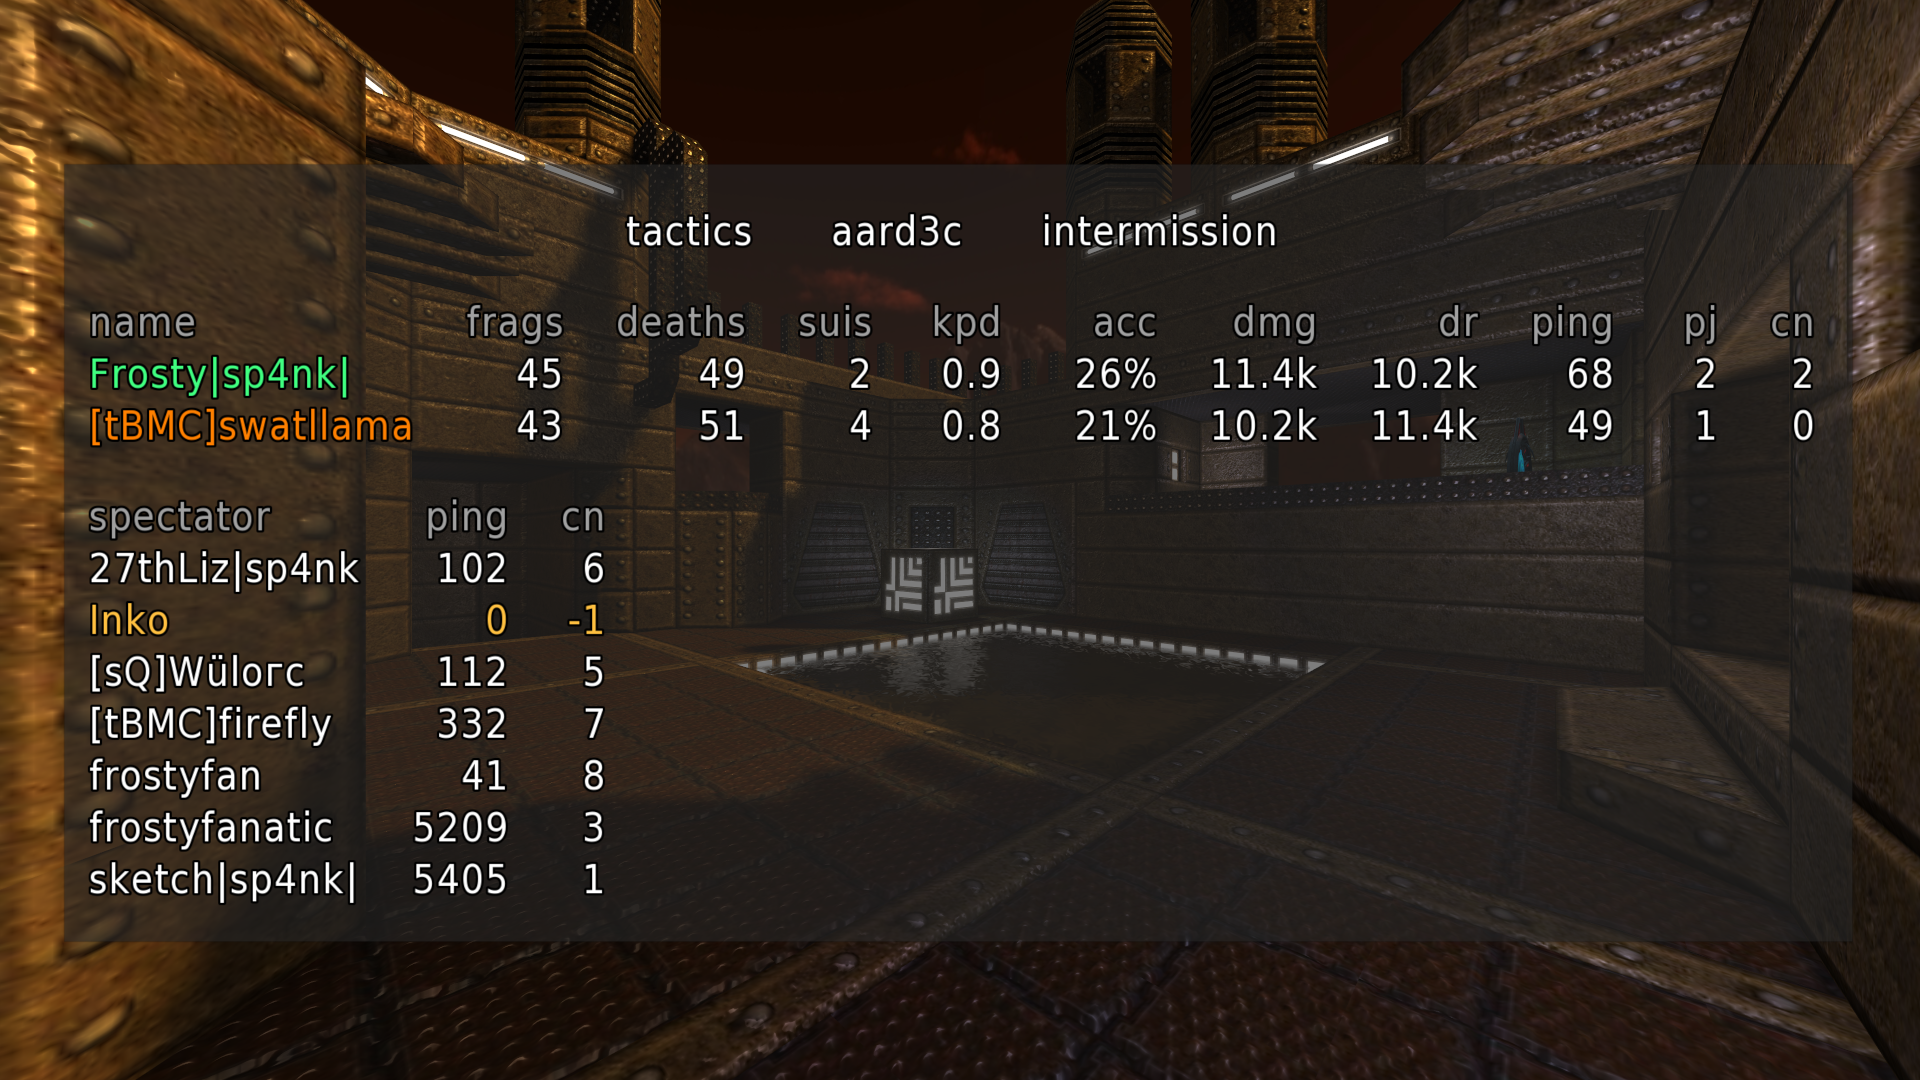 tactics aard3c intermission
name frags deaths suis kpd acc dmg dr ping pj cn
Frosty|sp4nk| 45 49 2 0.9 26% 11.4k 10.2k 68 2 2
[tBMC]swatllama 43 51 4 0.8 21% 10.2k 11.4k 49 1 0
spectator ping cn
27thLiz|sp4nk 102 6
Inko 0 -1
[sQ]Wülorc 112 5
[tBMC]firefly 332 7
frostyfan 41 8
frostyfanatic 5209 3
sketch|sp4nk| 5405 1